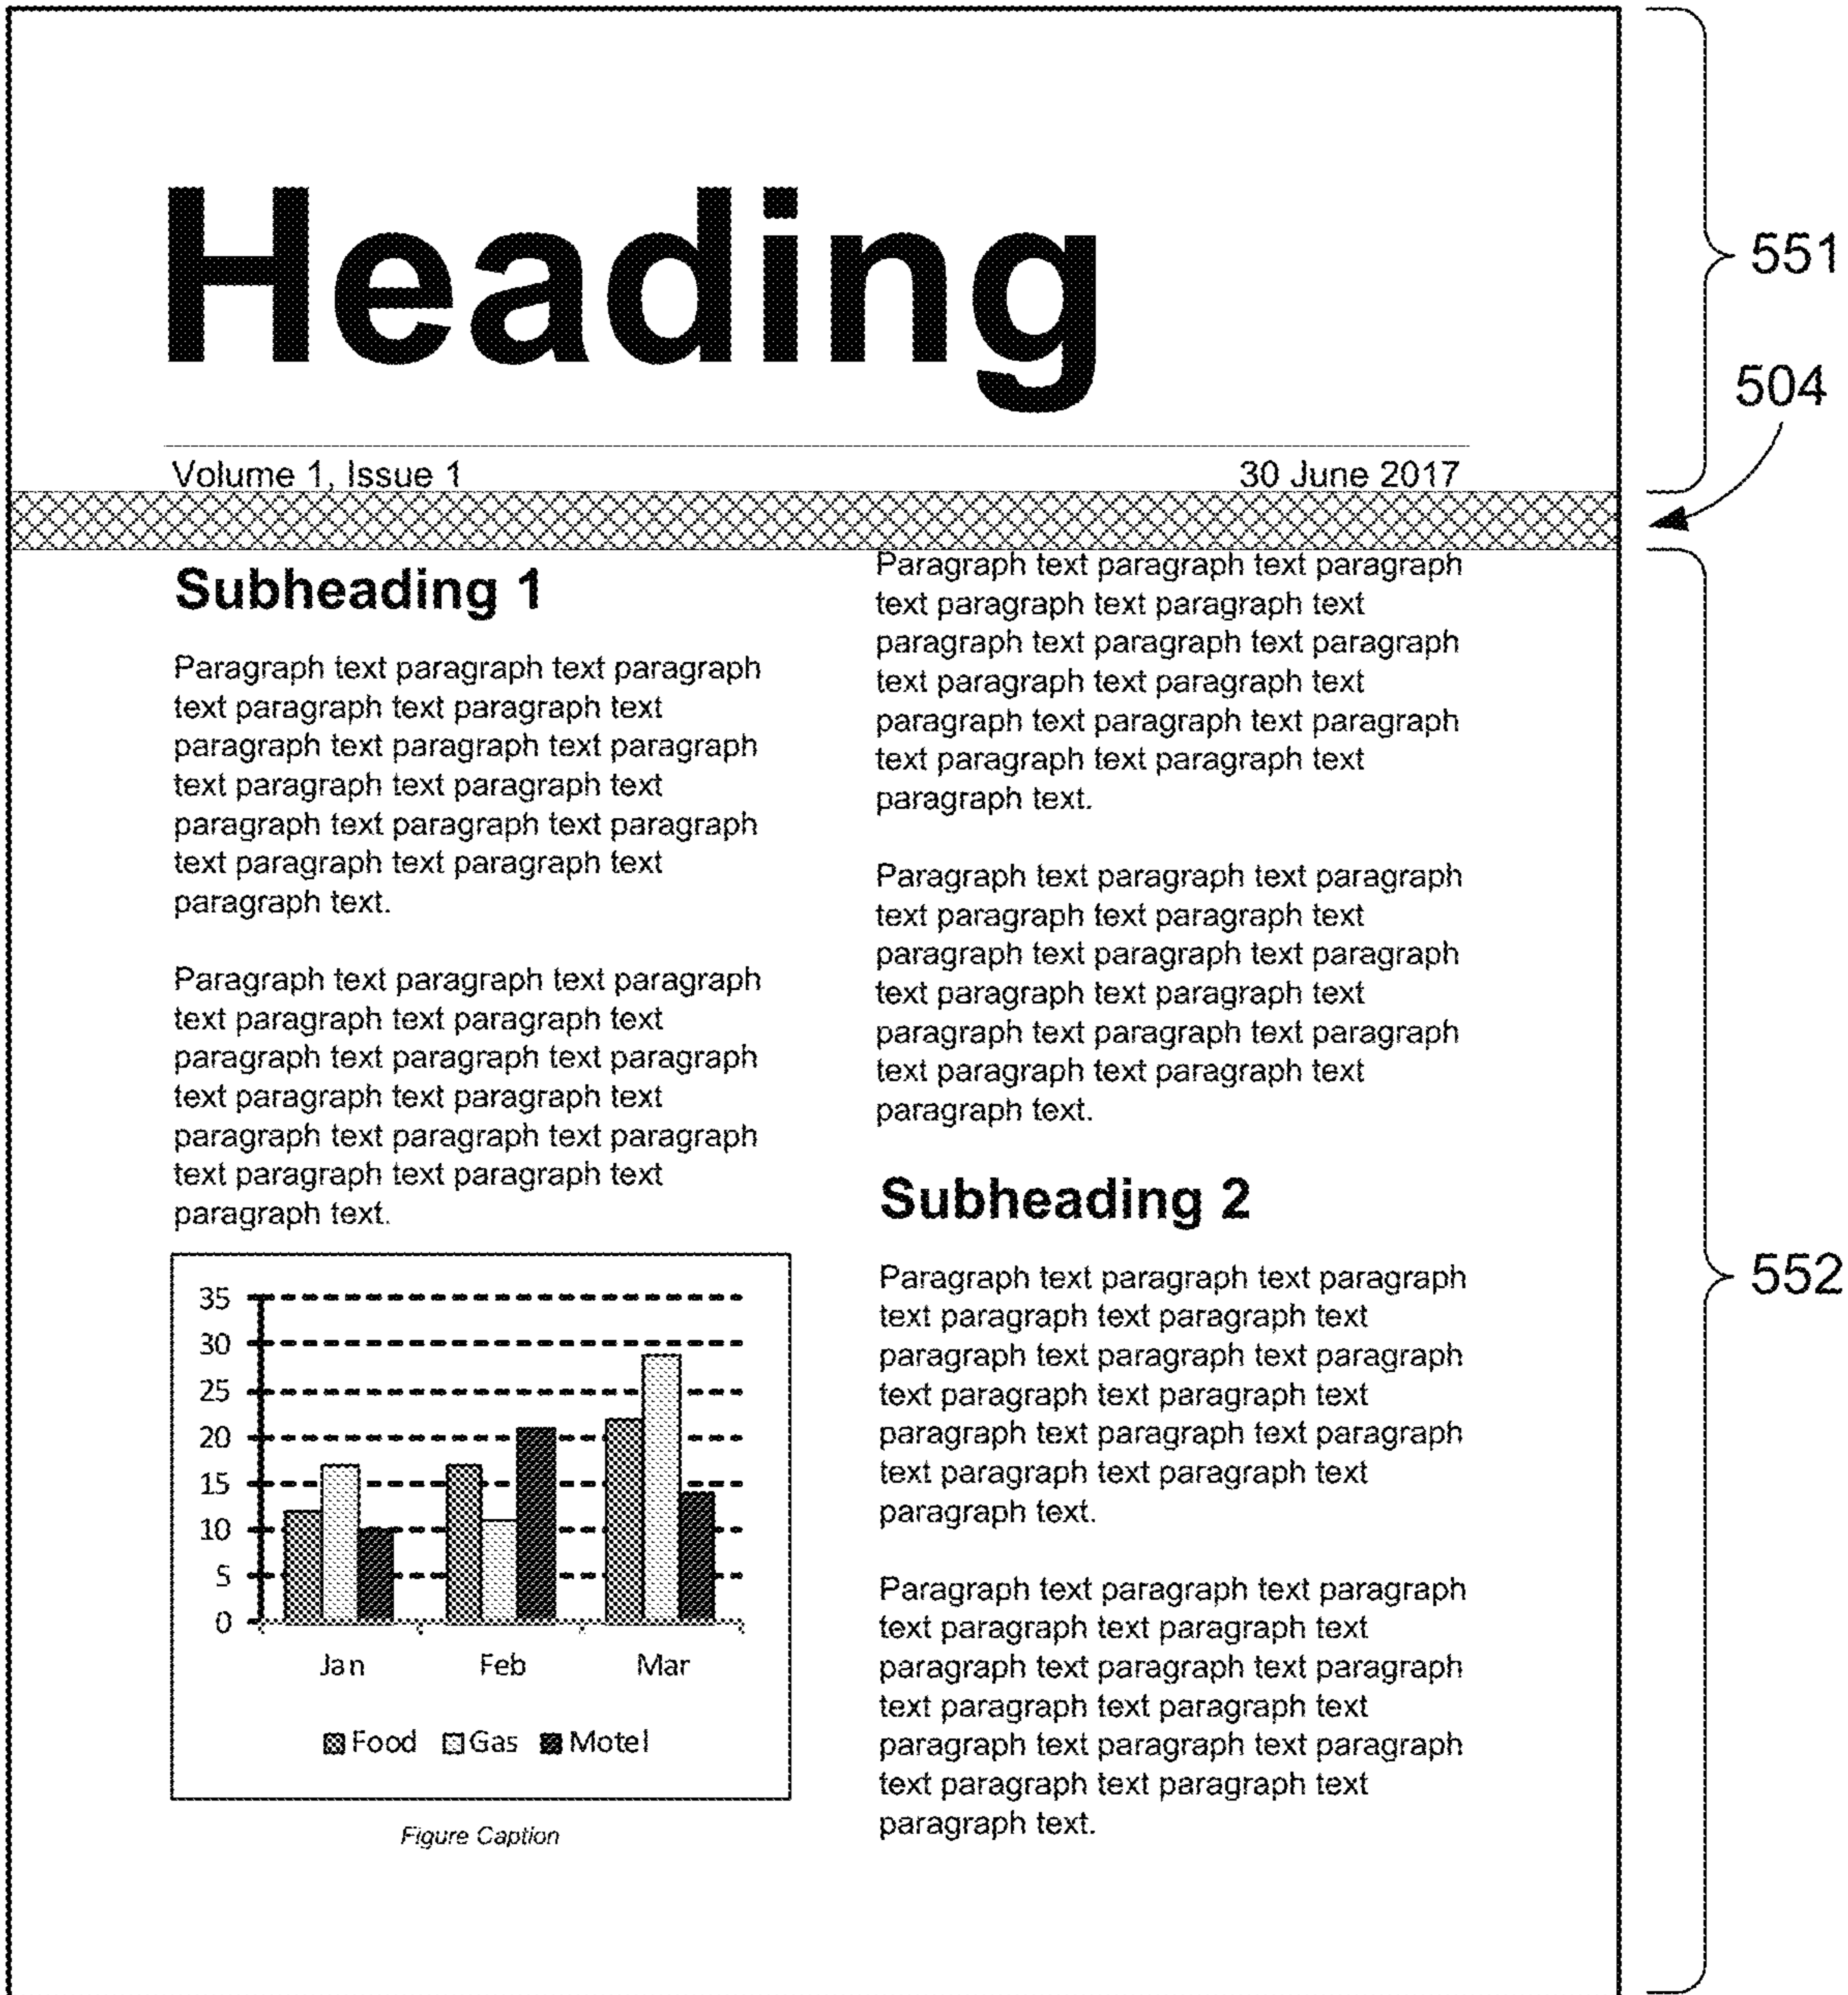 Heading
Volume 1, Issue 1
30 June 2017
Subheading 1
Paragraph text paragraph text paragraph
text paragraph text paragraph text
paragraph text paragraph text paragraph
text paragraph text paragraph text
paragraph text paragraph text paragraph
text paragraph text paragraph text
paragraph text.
Paragraph text paragraph text paragraph
text paragraph text paragraph text
paragraph text paragraph text paragraph
text paragraph text paragraph text
paragraph text paragraph text paragraph
text paragraph text paragraph text
paragraph text.
35
30
25
20
15
10
5
0
Jan Feb Mar
Food Gas Motel
Figure Caption
Paragraph text paragraph text paragraph
text paragraph text paragraph text
paragraph text paragraph text paragraph
text paragraph text paragraph text
paragraph text paragraph text paragraph
text paragraph text paragraph text
paragraph text.
Paragraph text paragraph text paragraph
text paragraph text paragraph text
paragraph text paragraph text paragraph
text paragraph text paragraph text
paragraph text paragraph text paragraph
text paragraph text paragraph text
paragraph text.
Subheading 2
Paragraph text paragraph text paragraph
text paragraph text paragraph text
paragraph text paragraph text paragraph
text paragraph text paragraph text
paragraph text paragraph text paragraph
text paragraph text paragraph text
paragraph text.
Paragraph text paragraph text paragraph
text paragraph text paragraph text
paragraph text paragraph text paragraph
text paragraph text paragraph text
paragraph text paragraph text paragraph
text paragraph text paragraph text
paragraph text.
551
504
552